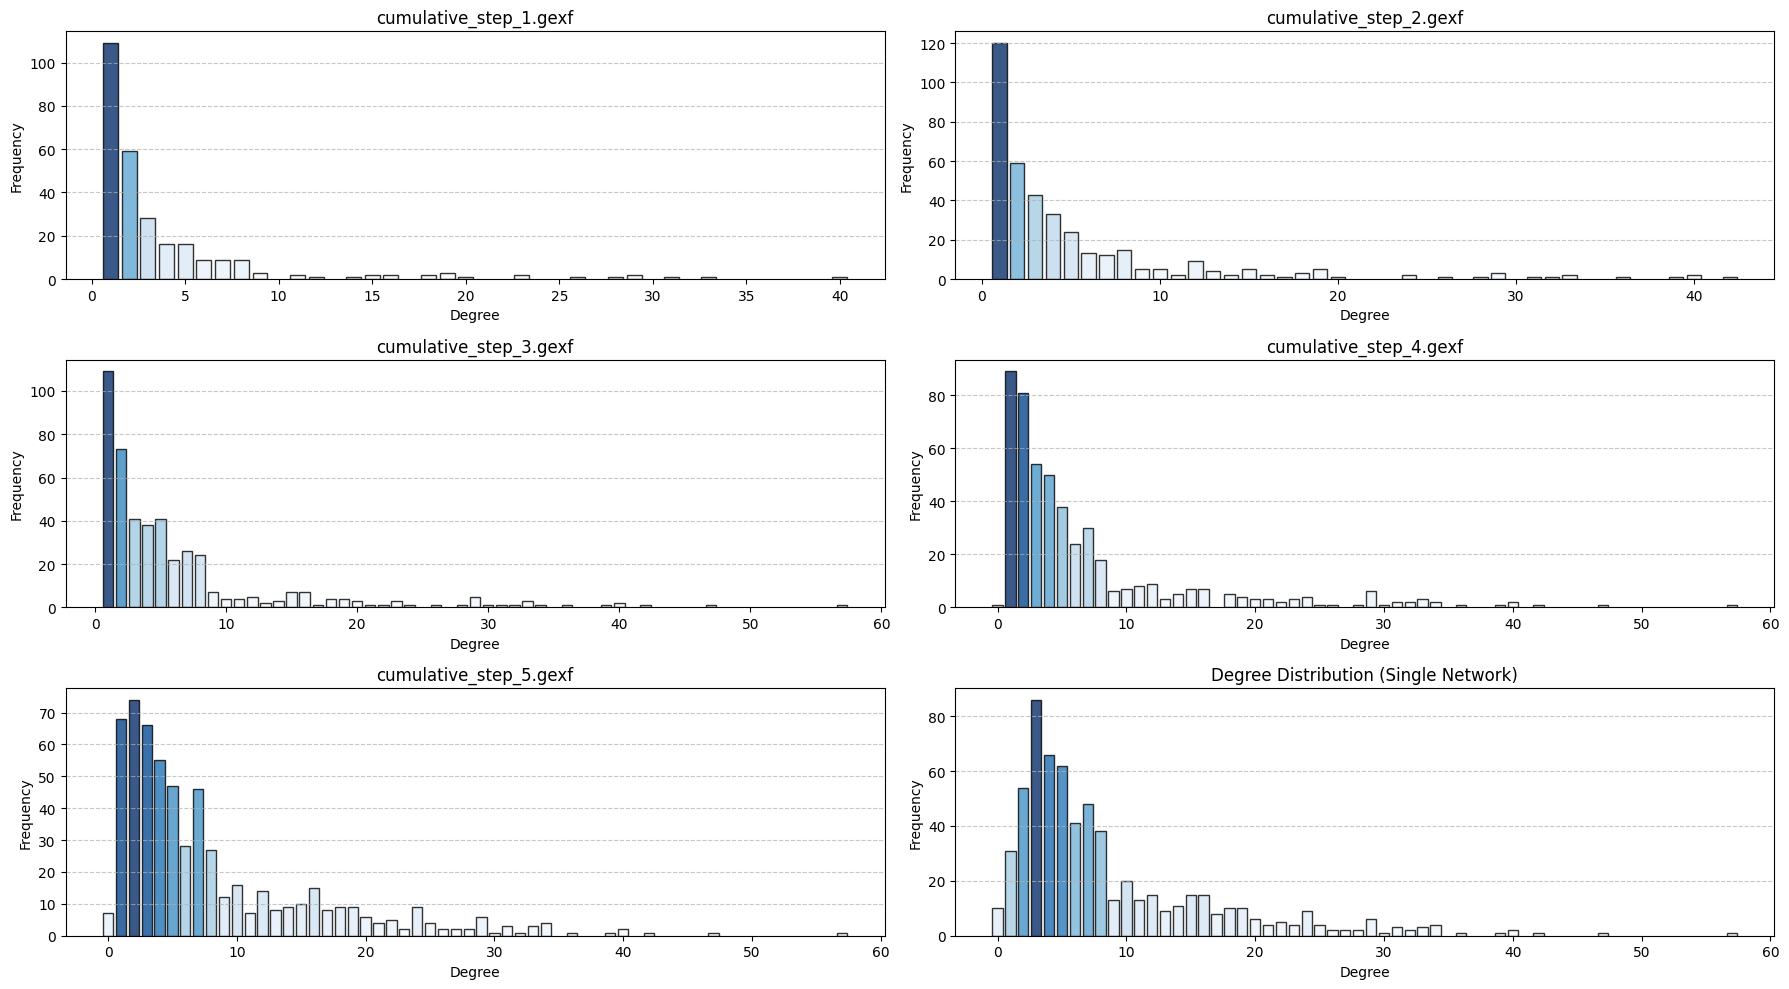 cumulative_step_1.gexf
Frequency
100
80
60
40
20
0
0 5 10 15 20 25 30 35 40
Degree
cumulative_step_2.gexf
Frequency
120
100
80
60
40
20
0
0 10 20 30 40
Degree
cumulative_step_3.gexf
Frequency
100
80
60
40
20
0
0 10 20 30 40 50 60
Degree
cumulative_step_4.gexf
Frequency
80
60
40
20
0
0 10 20 30 40 50 60
Degree
cumulative_step_5.gexf
Frequency
70
60
50
40
30
20
10
0
0 10 20 30 40 50 60
Degree
Degree Distribution (Single Network)
Frequency
80
60
40
20
0
0 10 20 30 40 50 60
Degree